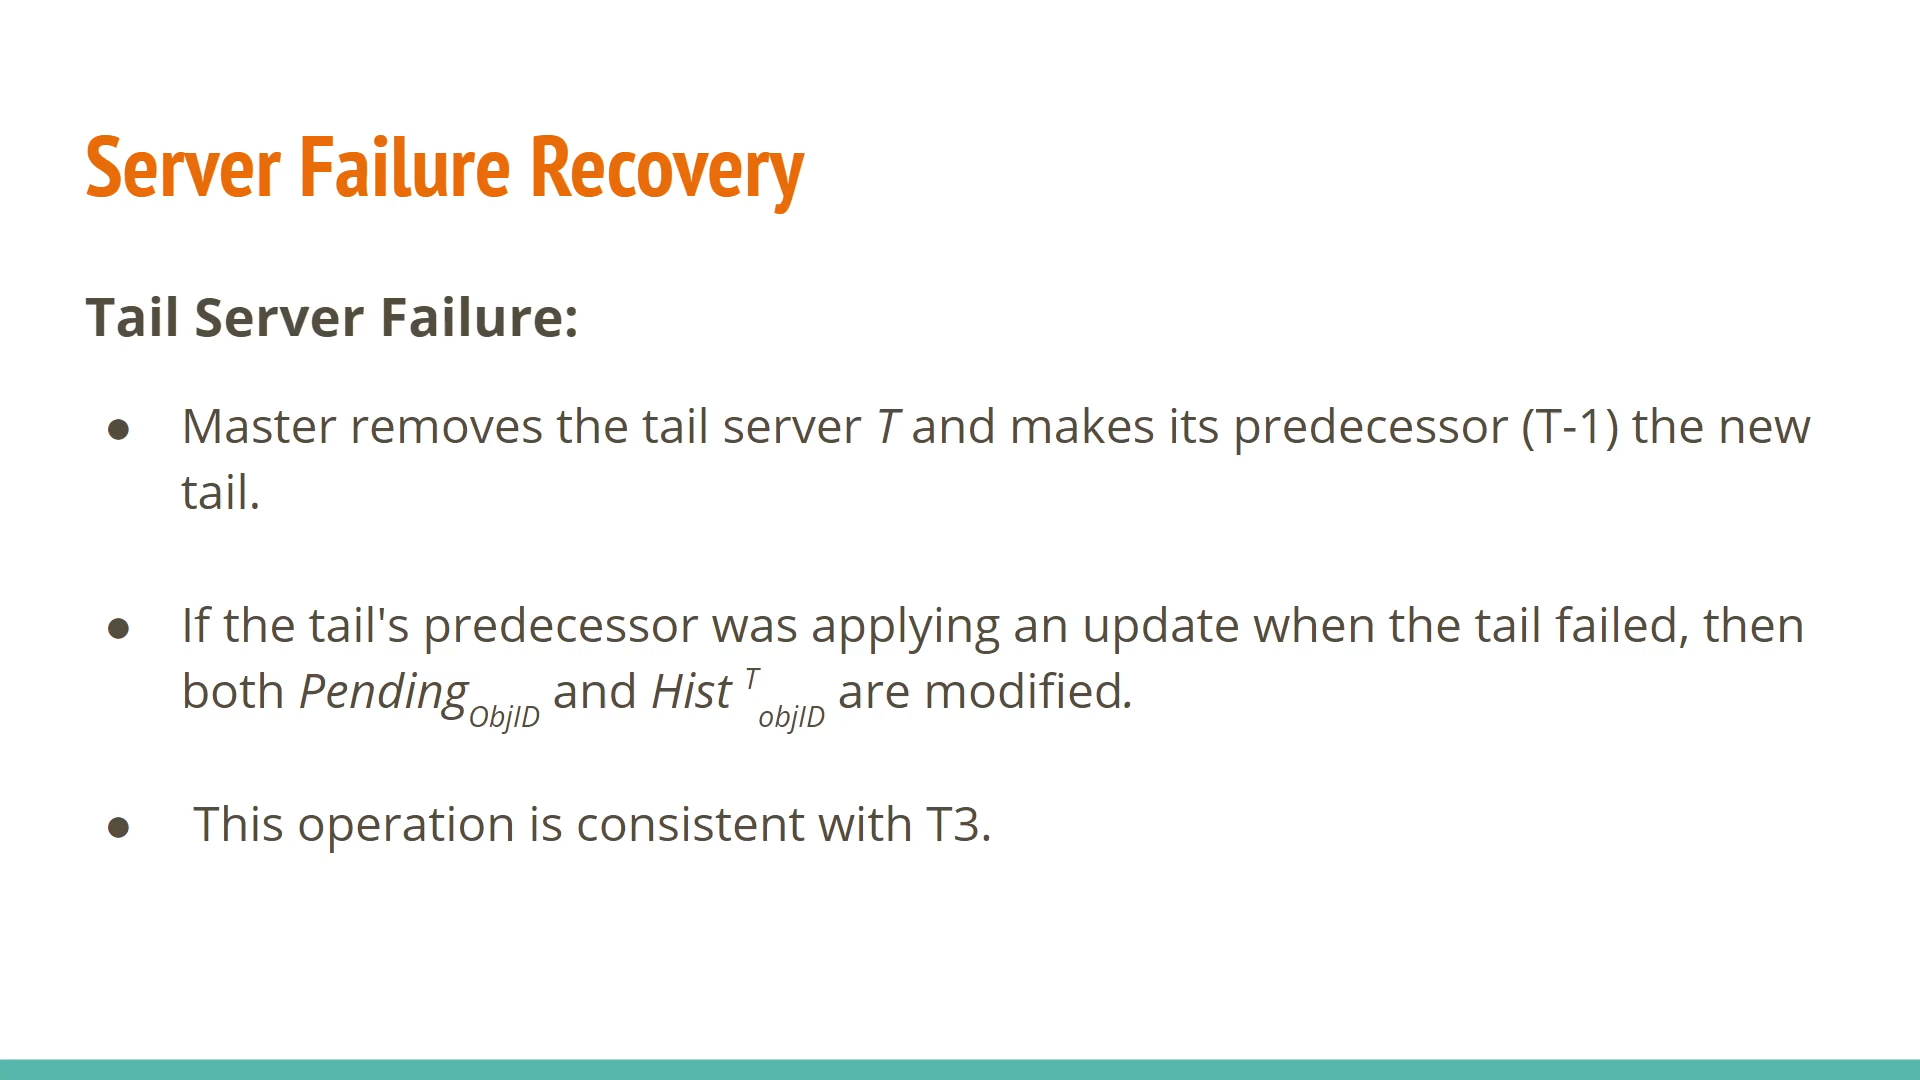 Server Failure Recovery
Tail Server Failure:
● Master removes the tail server T and makes its predecessor (T-1) the new
tail.
● If the tail's predecessor was applying an update when the tail failed, then
both Pending ObjID and Hist T objID are modified.
● This operation is consistent with T3.